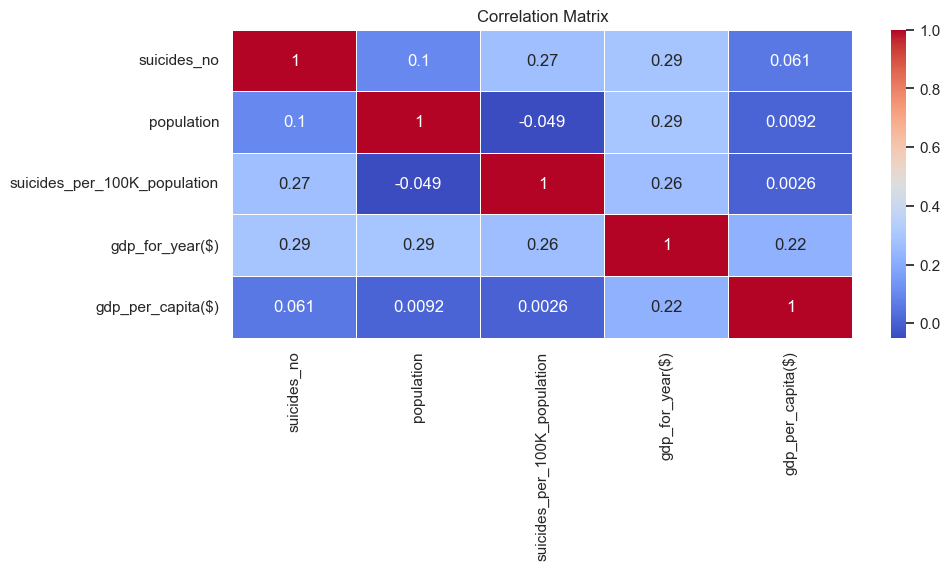 Correlation Matrix
suicides_no 1 0.1 0.27 0.29 0.061
population 0.1 1 -0.049 0.29 0.0092
suicides_per_100K_population 0.27 -0.049 1 0.26 0.0026
gdp_for_year($) 0.29 0.29 0.26 1 0.22
gdp_per_capita($) 0.061 0.0092 0.0026 0.22 1
suicides_no
population
suicides_per_100K_population
gdp_for_year($)
gdp_per_capita($)
1.0
0.8
0.6
0.4
0.2
0.0